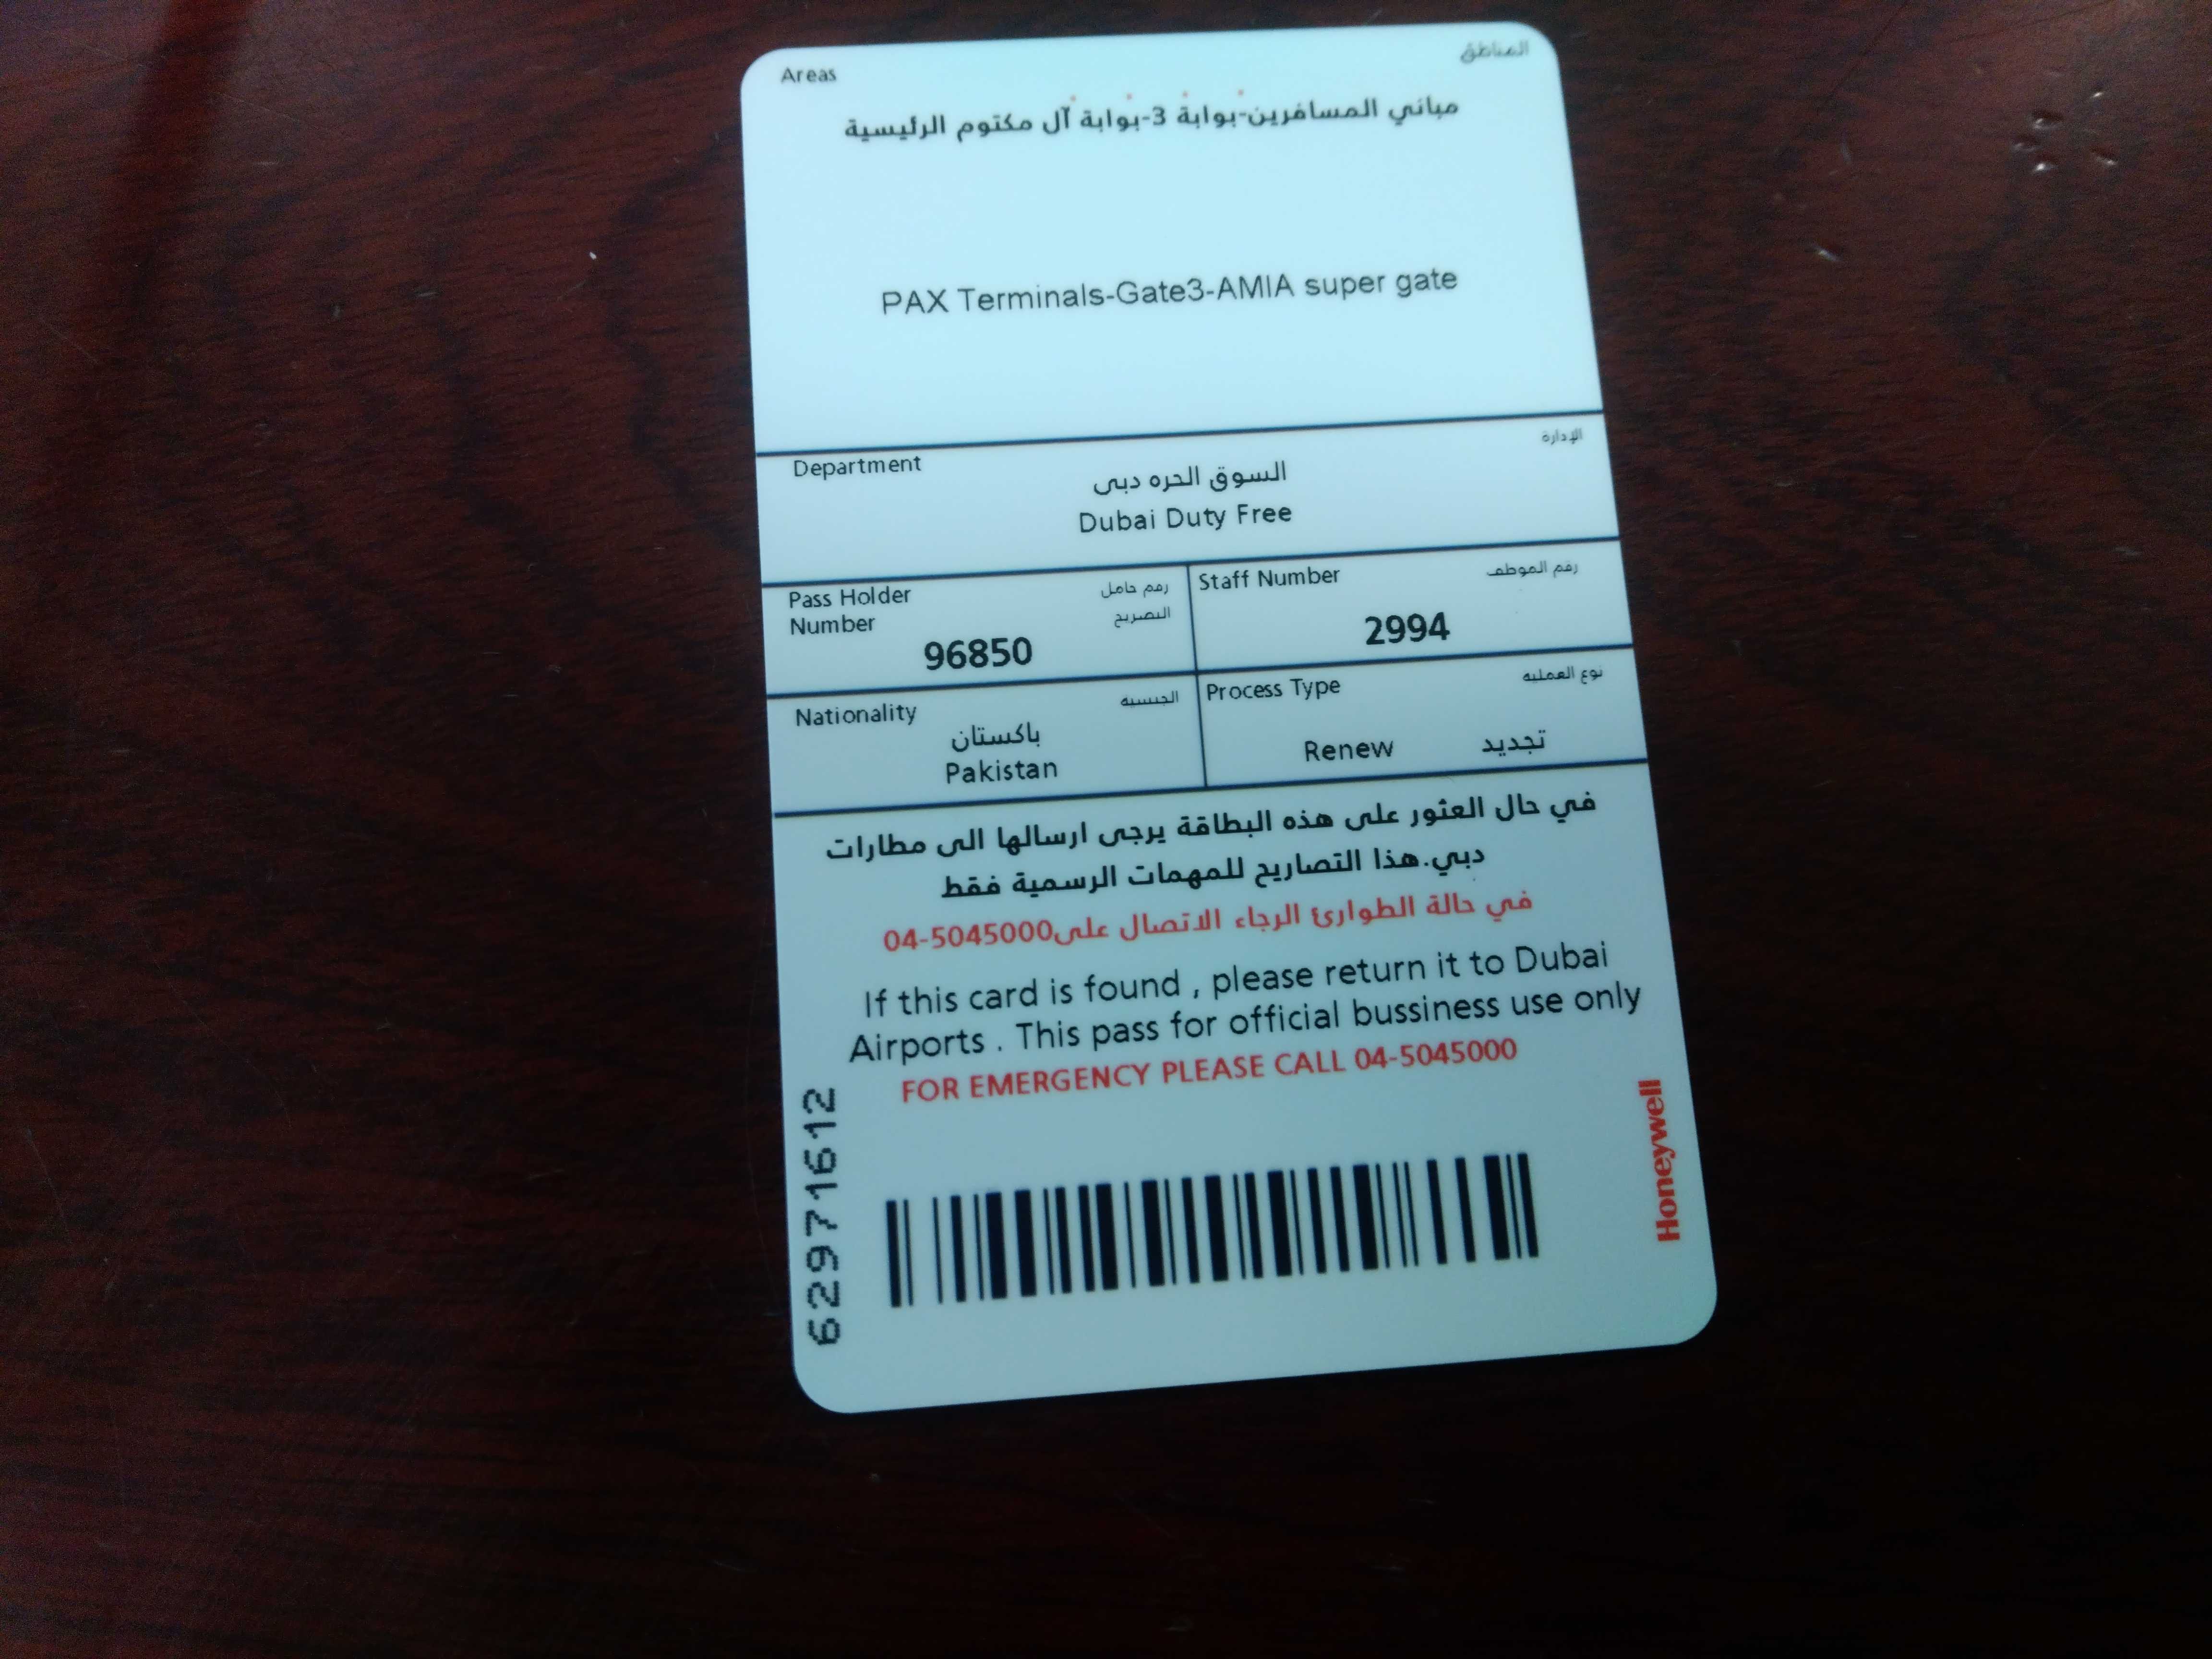 Areas المناطق
مباني المسافرين-بوابة 3-بوابة آل مكتوم الرئيسية
PAX Terminals-Gate3-AMIA super gate
Department الإدارة
السوق الحره دبى
Dubai Duty Free
Pass Holder رقم حامل
Number التصريح
96850
Staff Number رقم الموظف
2994
Nationality الجنسية
باكستان
Pakistan
Process Type نوع العملية
Renew تجديد
في حال العثور على هذه البطاقة يرجى ارسالها الى مطارات
دبي.هذا التصاريح للمهمات الرسمية فقط
في حالة الطوارئ الرجاء الاتصال على04-5045000
If this card is found , please return it to Dubai
Airports . This pass for official bussiness use only
FOR EMERGENCY PLEASE CALL 04-5045000
62971612
Honeywell